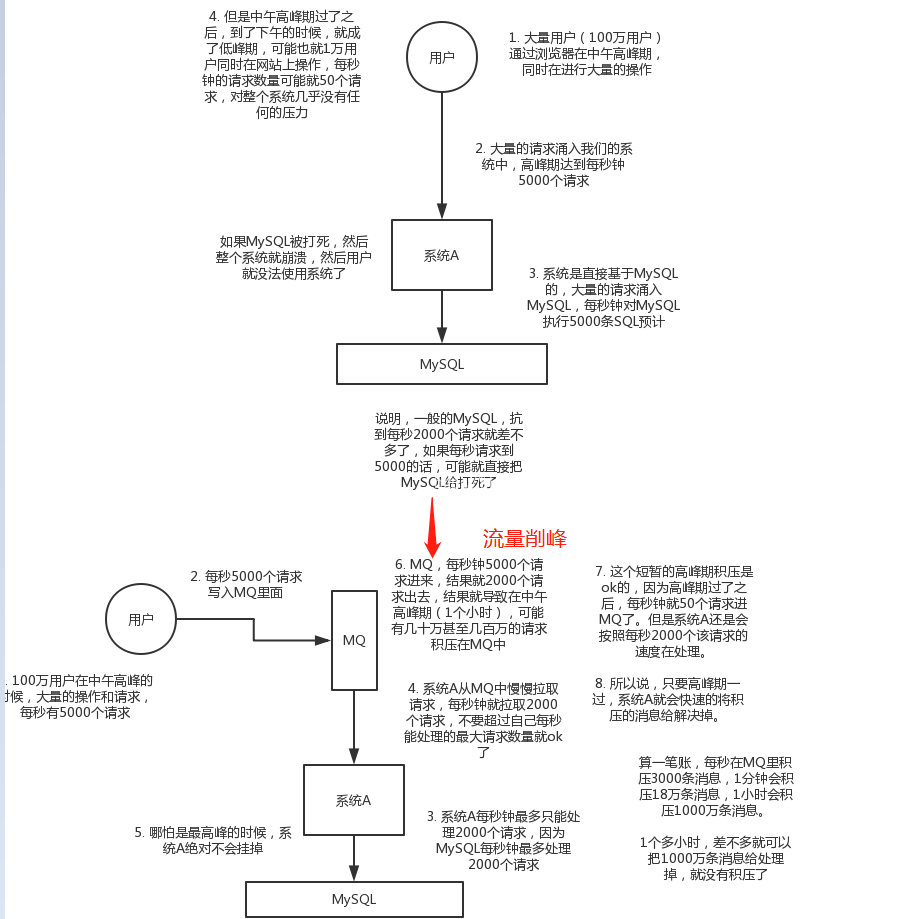 4. 但是中午高峰期过了之
后，到了下午的时候，就成
了低峰期，可能也就1万用
户同时在网站上操作，每秒
钟的请求数量可能就50个请
求，对整个系统几乎没有任
何的压力
用户
1. 大量用户（100万用户）
通过浏览器在中午高峰期，
同时在进行大量的操作
2. 大量的请求涌入我们的系
统中，高峰期达到每秒钟
5000个请求
如果MySQL被打死，然后
整个系统就崩溃，然后用户
就没法使用系统了
系统A
3. 系统是直接基于MySQL
的，大量的请求涌入
MySQL，每秒钟对MySQL
执行5000条SQL预计
MySQL
说明，一般的MySQL，抗
到每秒2000个请求就差不
多了，如果每秒请求到
5000的话，可能就直接把
MySQL给打死了
流量削峰
用户
2. 每秒5000个请求
写入MQ里面
MQ
6. MQ，每秒钟5000个请
求进来，结果就2000个请
求出去，结果就导致在中午
高峰期（1个小时），可能
有几十万甚至几百万的请求
积压在MQ中
7. 这个短暂的高峰期积压是
ok的，因为高峰期过了之
后，每秒钟就50个请求进
MQ了。但是系统A还是会
按照每秒2000个该请求的
速度在处理。
8. 所以说，只要高峰期一
过，系统A就会快速的将积
压的消息给解决掉。
. 100万用户在中午高峰的
时候，大量的操作和请求，
每秒有5000个请求
4. 系统A从MQ中慢慢拉取
请求，每秒钟就拉取2000
个请求，不要超过自己每秒
能处理的最大请求数量就ok
了
系统A
5. 哪怕是最高峰的时候，系
统A绝对不会挂掉
3. 系统A每秒钟最多只能处
理2000个请求，因为
MySQL每秒钟最多处理
2000个请求
算一笔账，每秒在MQ里积
压3000条消息，1分钟会积
压18万条消息，1小时会积
压1000万条消息。
1个多小时，差不多就可以
把1000万条消息给处理
掉，就没有积压了
MySQL